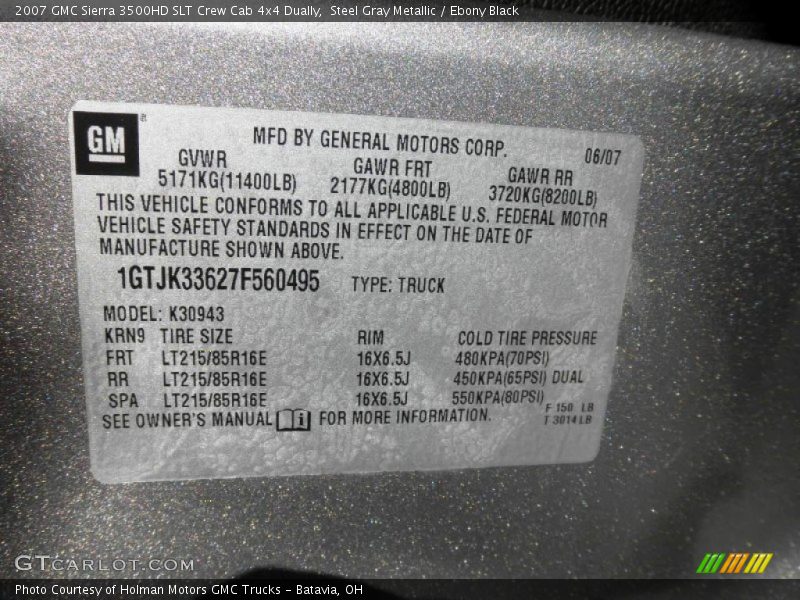 2007 GMC Sierra 3500HD SLT Crew Cab 4x4 Dually, Steel Gray Metallic / Ebony Black
GM
MFD BY GENERAL MOTORS CORP. 06/07
GVWR GAWR FRT GAWR RR
5171KG(11400LB) 2177KG(4800LB) 3720KG(8200LB)
THIS VEHICLE CONFORMS TO ALL APPLICABLE U.S. FEDERAL MOTOR
VEHICLE SAFETY STANDARDS IN EFFECT ON THE DATE OF
MANUFACTURE SHOWN ABOVE.
1GTJK33627F560495 TYPE: TRUCK
MODEL: K30943
KRN9 TIRE SIZE RIM COLD TIRE PRESSURE
FRT LT215/85R16E 16X6.5J 480KPA(70PSI)
RR LT215/85R16E 16X6.5J 450KPA(65PSI) DUAL
SPA LT215/85R16E 16X6.5J 550KPA(80PSI)
SEE OWNER'S MANUAL i FOR MORE INFORMATION.
F 150 LB
T 3014LB
GTCARLOT.COM
Photo Courtesy of Holman Motors GMC Trucks - Batavia, OH